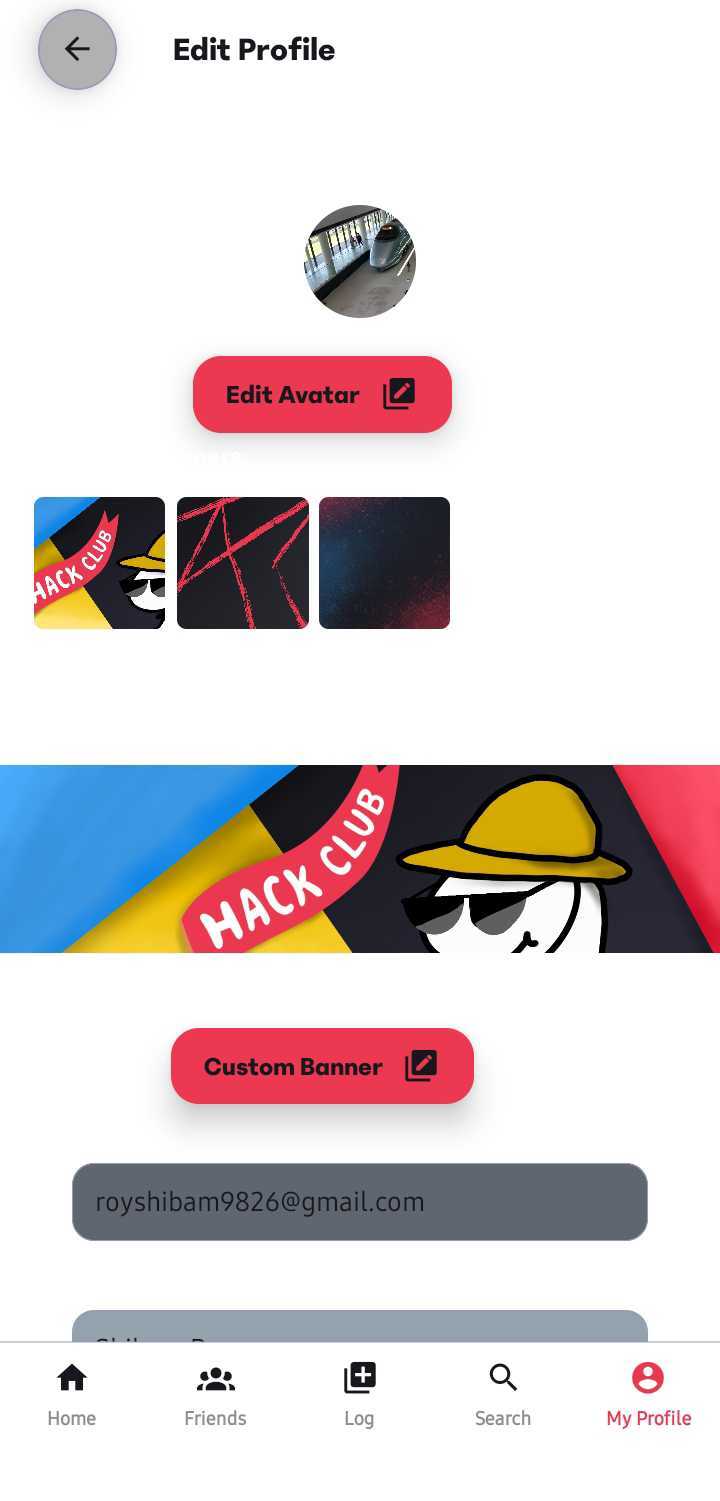 Edit Profile
Edit Avatar
HACK CLUB
HACK CLUB
Custom Banner
royshibam9826@gmail.com
Home
Friends
Log
Search
My Profile